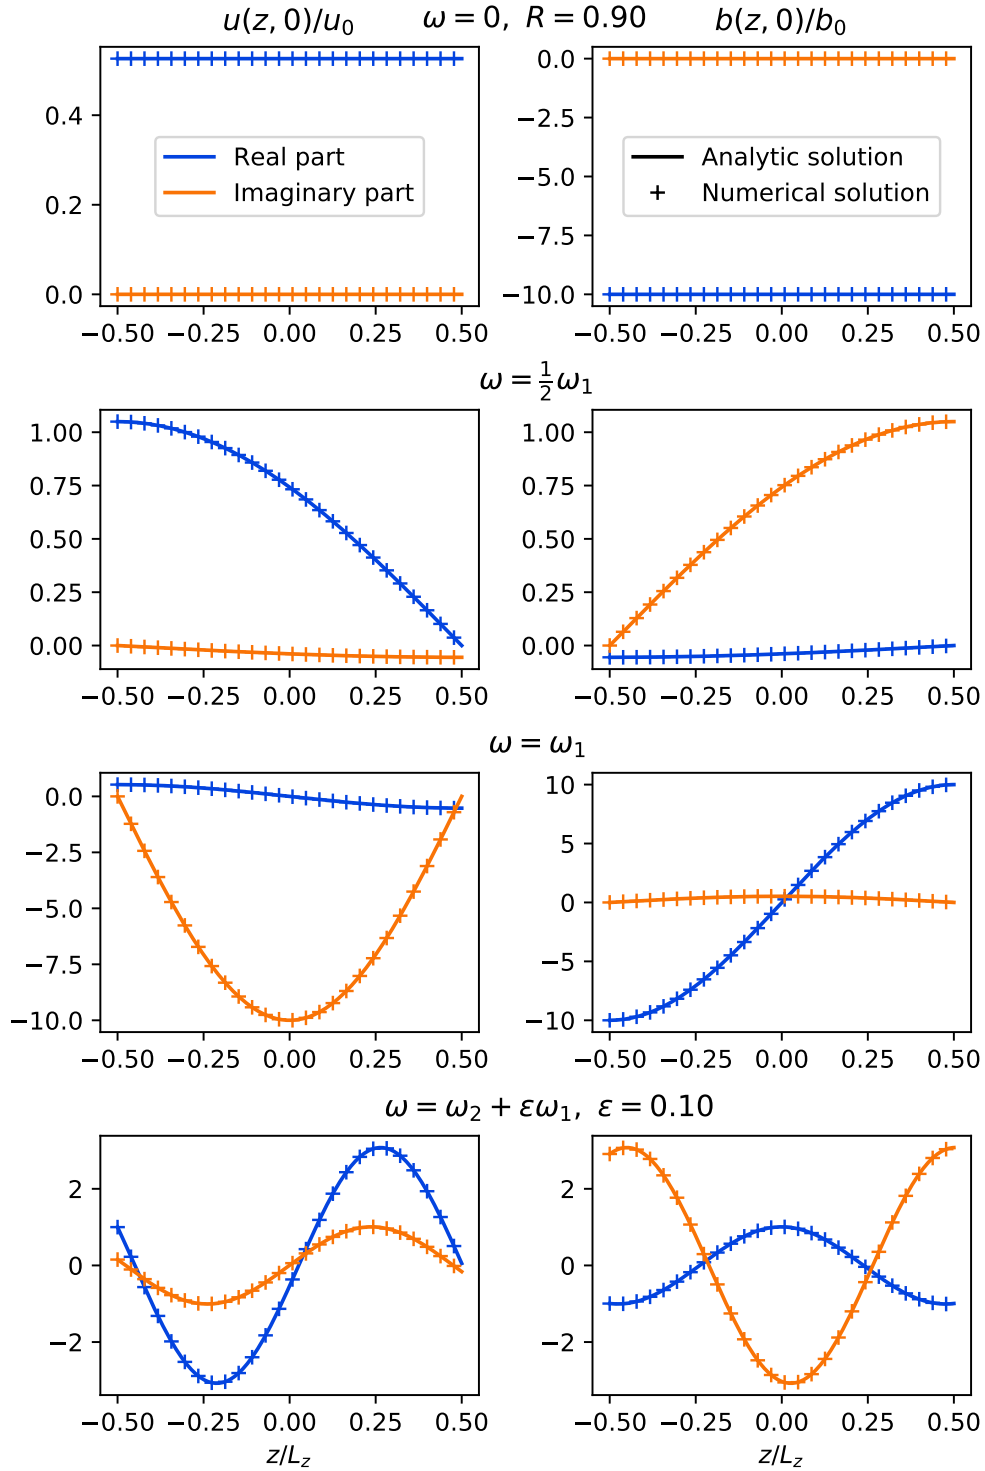 u(z, 0)/u₀ ω = 0, R = 0.90 b(z, 0)/b₀
0.4
0.2
0.0
Real part
Imaginary part
−0.50 −0.25 0.00 0.25 0.50
0.0
−2.5
−5.0
−7.5
−10.0
Analytic solution
Numerical solution
−0.50 −0.25 0.00 0.25 0.50
ω = ½ω₁
1.00
0.75
0.50
0.25
0.00
−0.50 −0.25 0.00 0.25 0.50
1.00
0.75
0.50
0.25
0.00
−0.50 −0.25 0.00 0.25 0.50
ω = ω₁
0.0
−2.5
−5.0
−7.5
−10.0
−0.50 −0.25 0.00 0.25 0.50
10
5
0
−5
−10
−0.50 −0.25 0.00 0.25 0.50
ω = ω₂ + εω₁, ε = 0.10
2
0
−2
−0.50 −0.25 0.00 0.25 0.50
z/L_z
2
0
−2
−0.50 −0.25 0.00 0.25 0.50
z/L_z